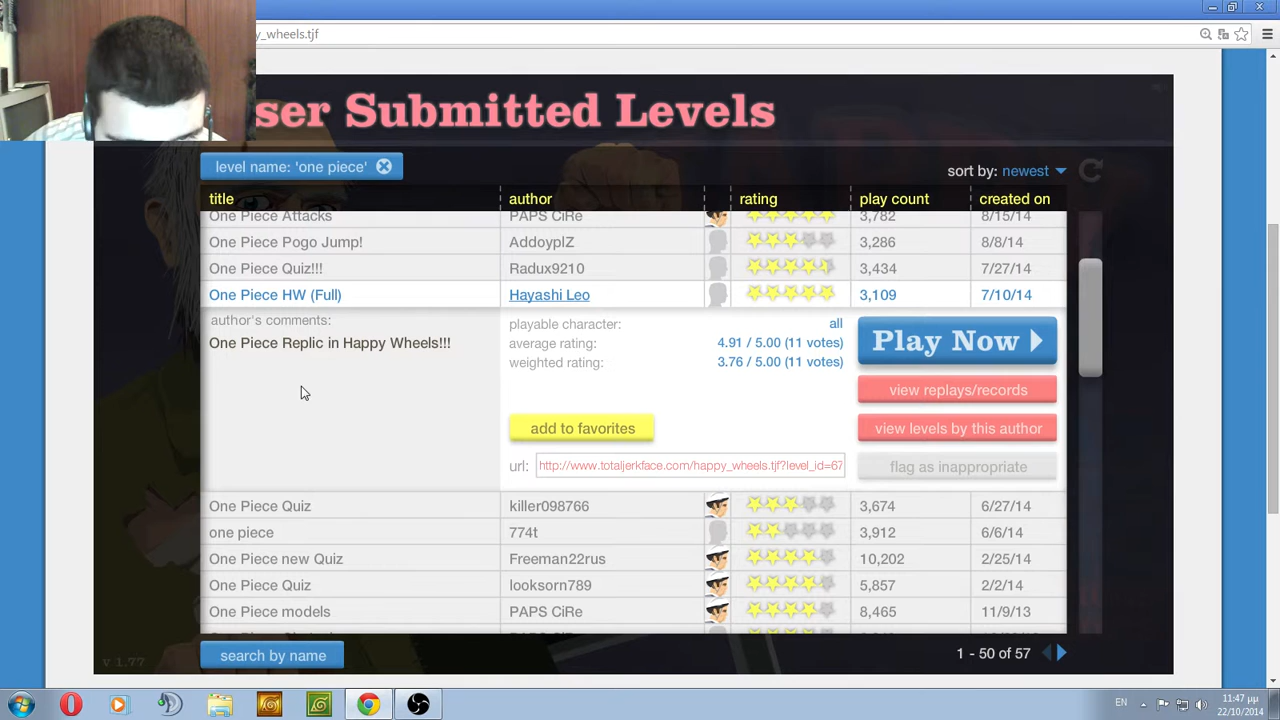 _wheels.tjf
ser Submitted Levels
level name: 'one piece'
sort by: newest
title author rating play count created on
One Piece Attacks PAPS CiRe 3,782 8/15/14
One Piece Pogo Jump! AddoyplZ 3,286 8/8/14
One Piece Quiz!!! Radux9210 3,434 7/27/14
One Piece HW (Full) Hayashi Leo 3,109 7/10/14
author's comments:
One Piece Replic in Happy Wheels!!!
playable character: all
average rating: 4.91 / 5.00 (11 votes)
weighted rating: 3.76 / 5.00 (11 votes)
add to favorites
url: http://www.totaljerkface.com/happy_wheels.tjf?level_id=67
Play Now
view replays/records
view levels by this author
flag as inappropriate
One Piece Quiz killer098766 3,674 6/27/14
one piece 774t 3,912 6/6/14
One Piece new Quiz Freeman22rus 10,202 2/25/14
One Piece Quiz looksorn789 5,857 2/2/14
One Piece models PAPS CiRe 8,465 11/9/13
search by name
1 - 50 of 57
v 1.77
EN
11:47 μμ
22/10/2014